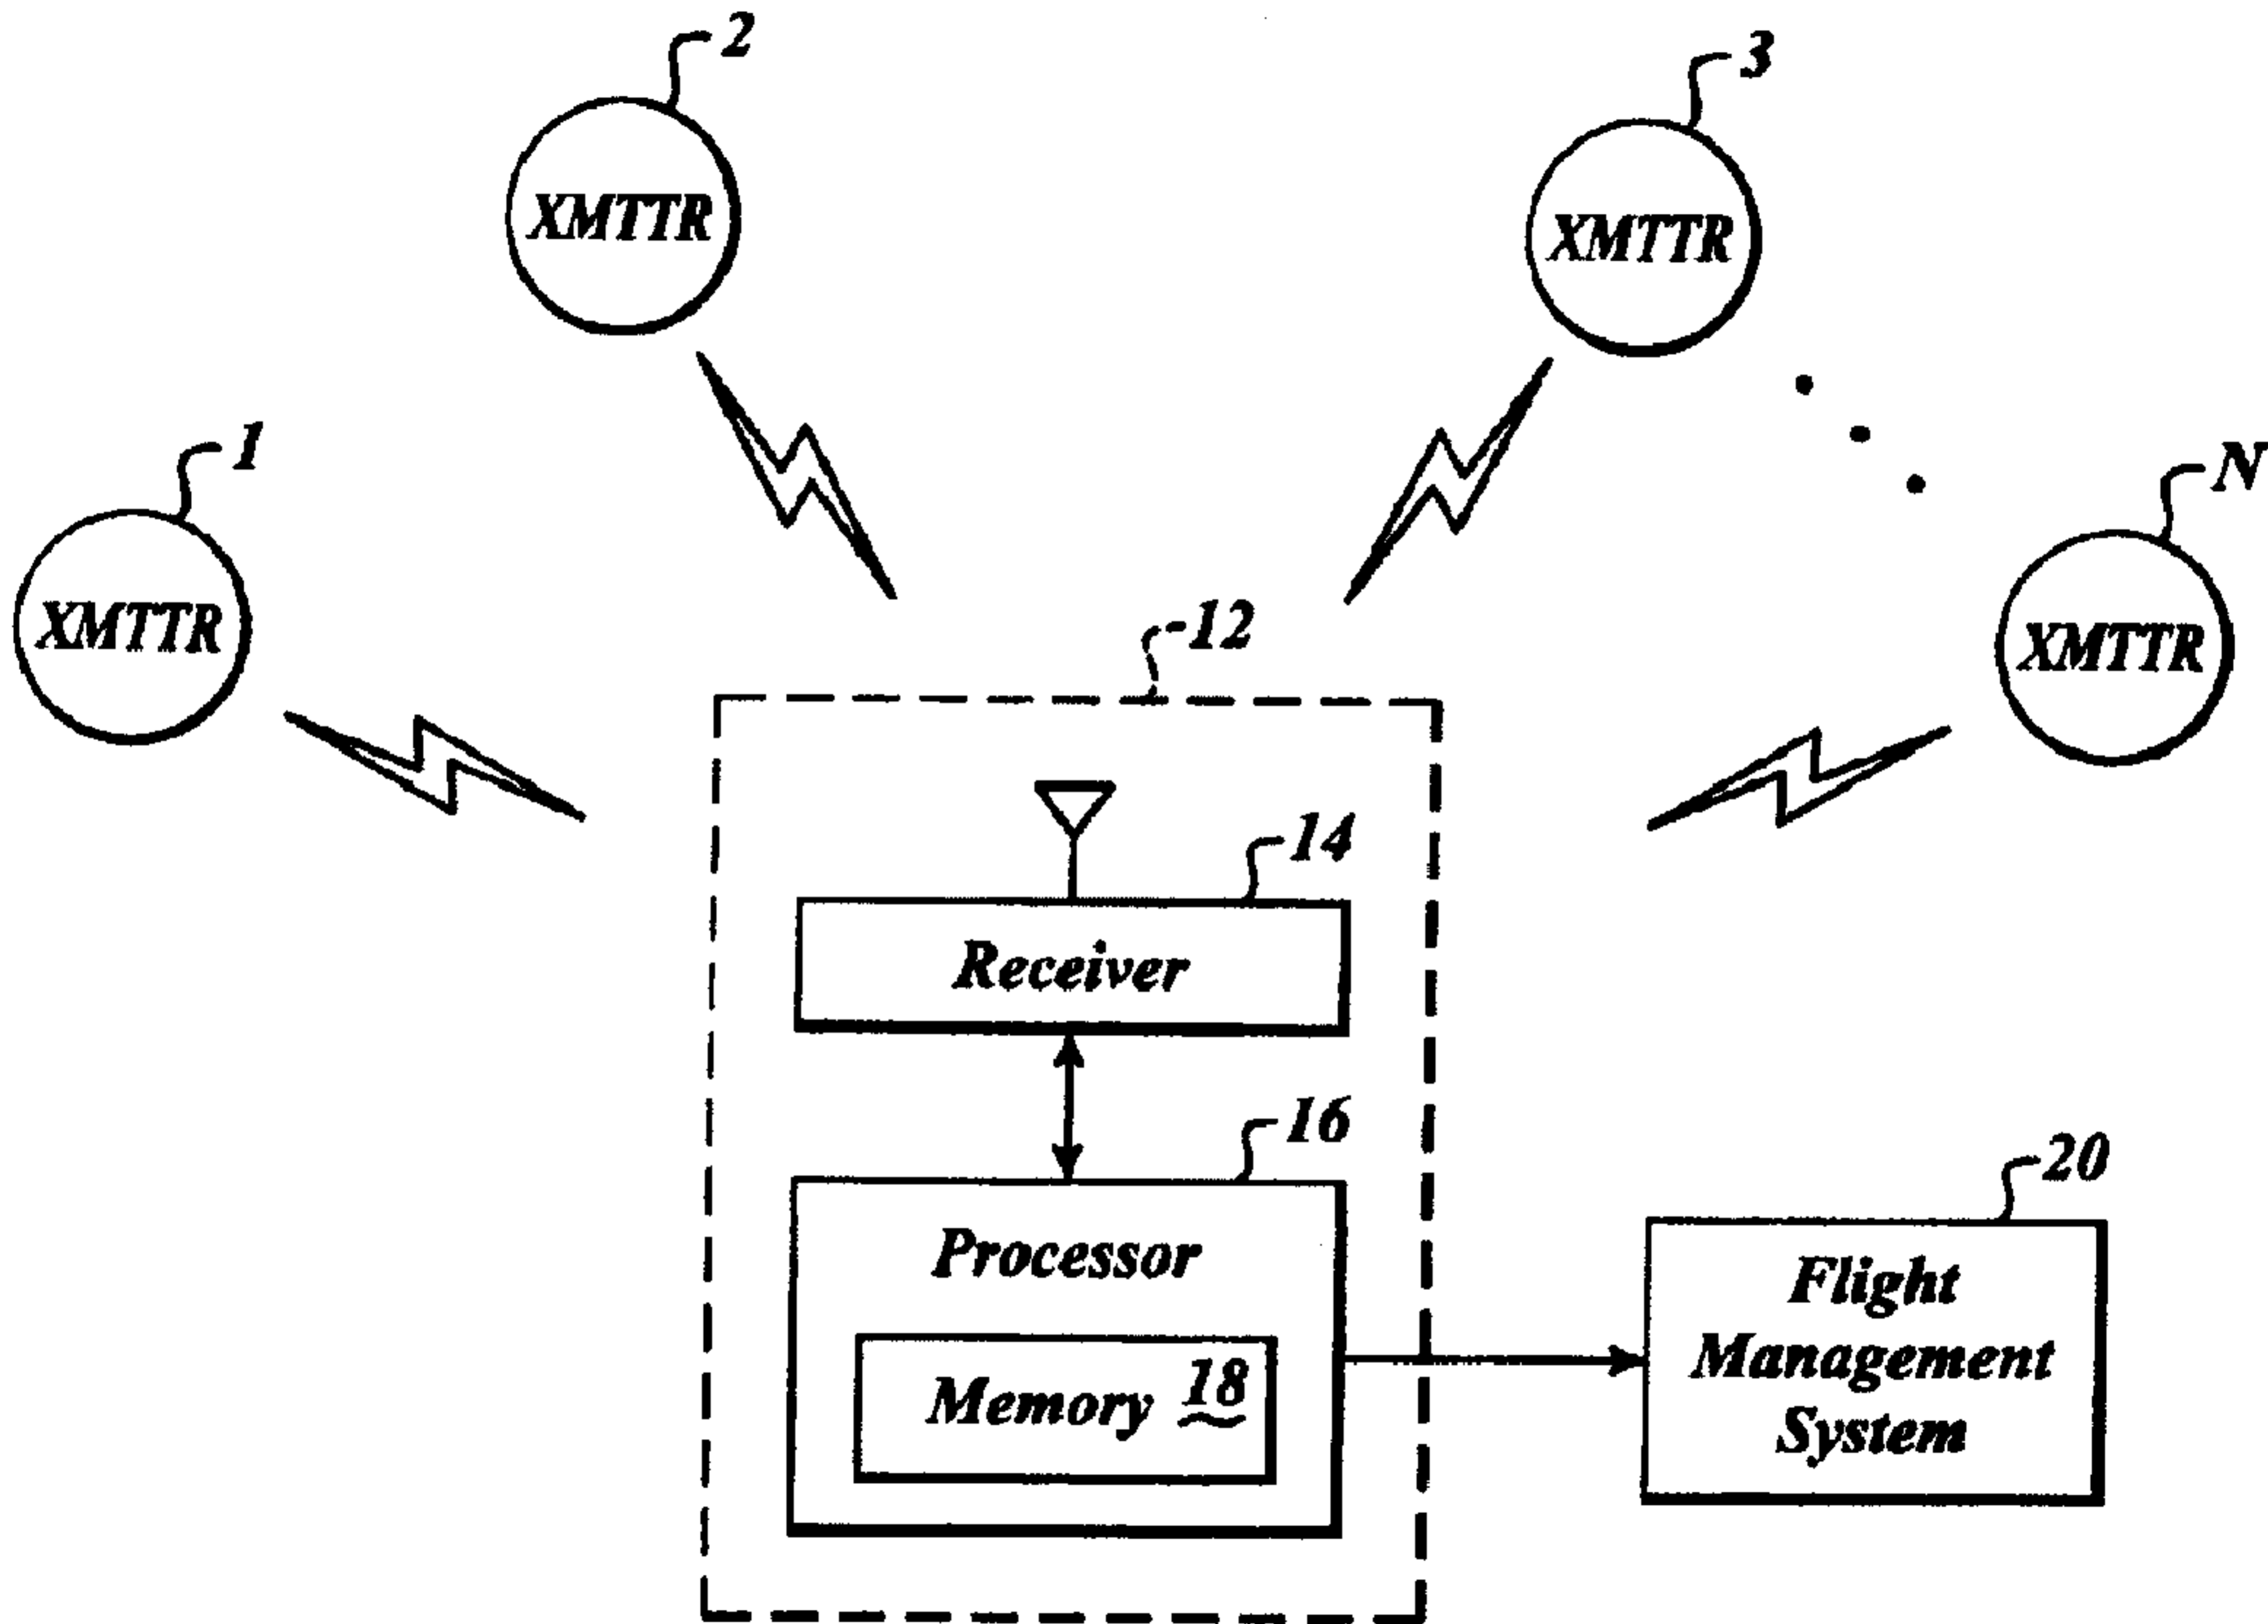 2
3
XMTTR
XMTTR
1
N
XMTTR
XMTTR
12
14
Receiver
16
Processor
Memory 18
20
Flight
Management
System